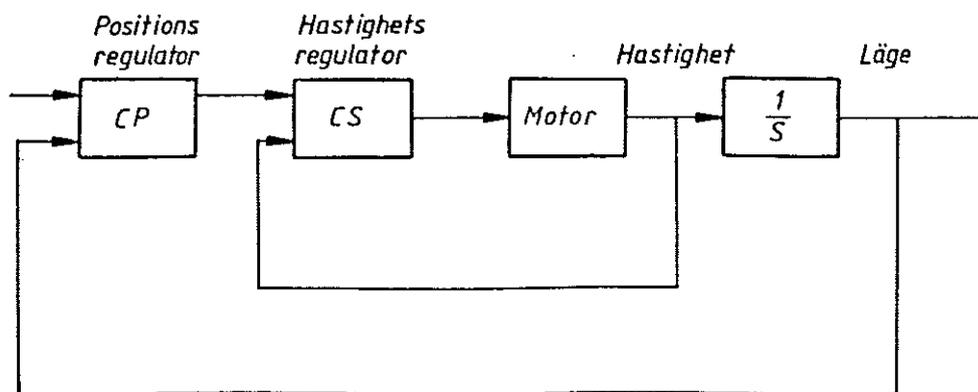 Positions
regulator
Hastighets
regulator
Hastighet
Läge
CP
CS
Motor
1
S